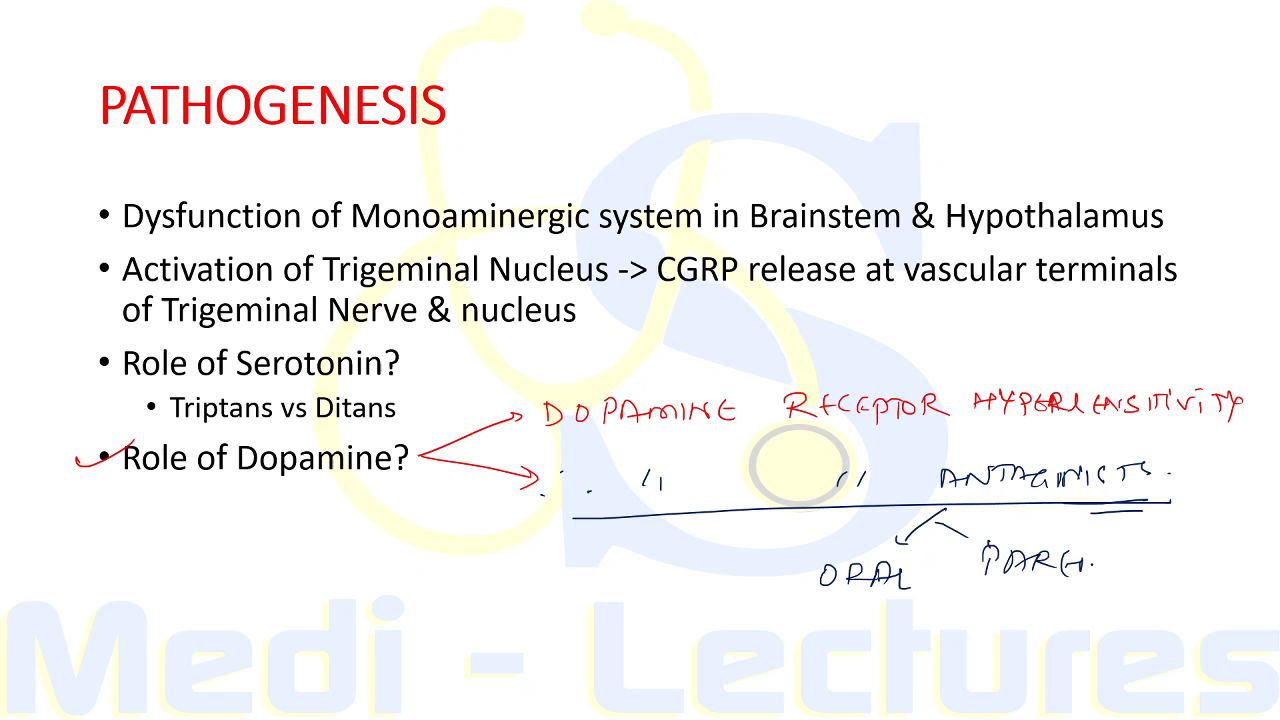 PATHOGENESIS
• Dysfunction of Monoaminergic system in Brainstem & Hypothalamus
• Activation of Trigeminal Nucleus -> CGRP release at vascular terminals
of Trigeminal Nerve & nucleus
• Role of Serotonin?
• Triptans vs Ditans
DOPAMINE RECEPTOR HYPERSENSITIVITY
• Role of Dopamine?
" " ANTAGINISTS.
ORAL PAREN.
Medi - Lectures